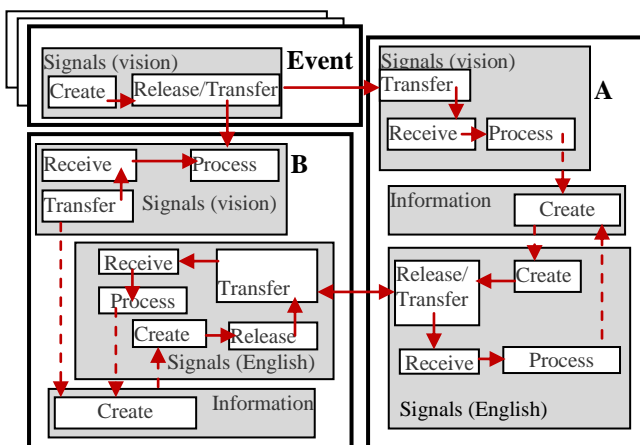 Signals (vision)
Event
Create
Release/Transfer
Signals (vision)
Transfer
A
Receive
Process
Information
Create
Release/
Transfer
Create
Receive
Process
Signals (English)
Receive
Process
B
Transfer
Signals (vision)
Receive
Transfer
Process
Create
Release
Signals (English)
Information
Create